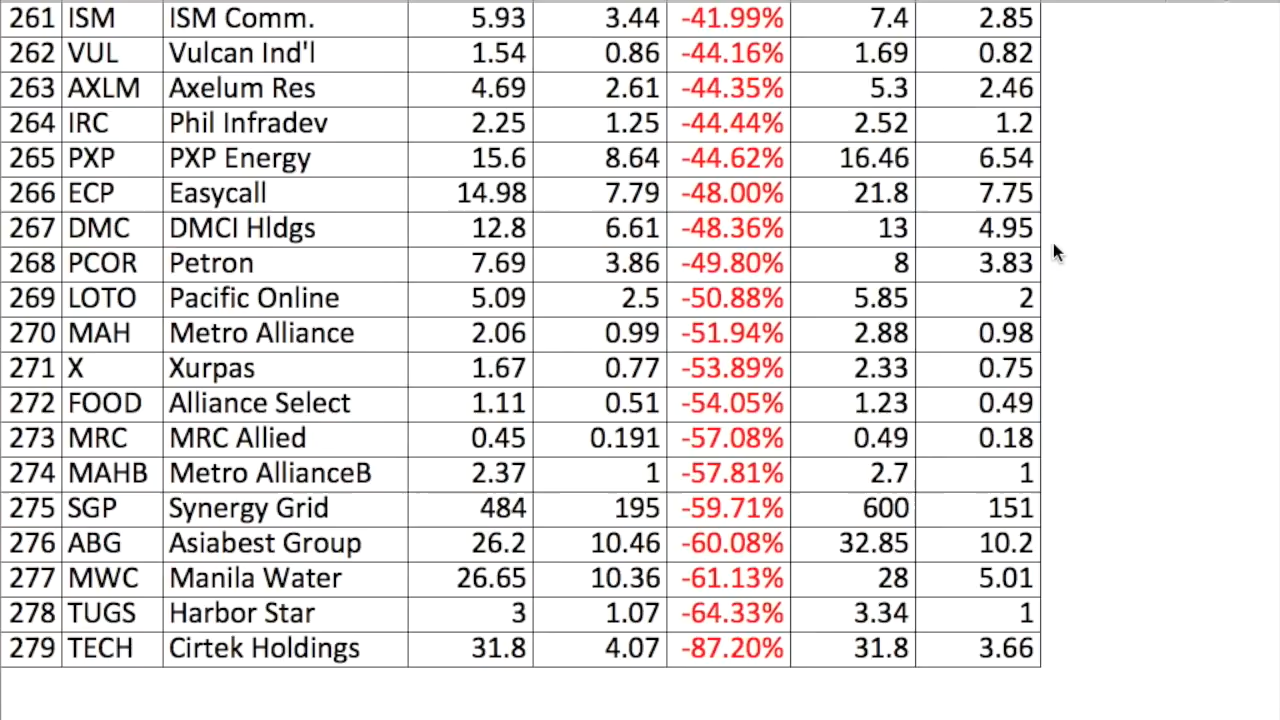 261 ISM ISM Comm. 5.93 3.44 -41.99% 7.4 2.85
262 VUL Vulcan Ind'l 1.54 0.86 -44.16% 1.69 0.82
263 AXLM Axelum Res 4.69 2.61 -44.35% 5.3 2.46
264 IRC Phil Infradev 2.25 1.25 -44.44% 2.52 1.2
265 PXP PXP Energy 15.6 8.64 -44.62% 16.46 6.54
266 ECP Easycall 14.98 7.79 -48.00% 21.8 7.75
267 DMC DMCI Hldgs 12.8 6.61 -48.36% 13 4.95
268 PCOR Petron 7.69 3.86 -49.80% 8 3.83
269 LOTO Pacific Online 5.09 2.5 -50.88% 5.85 2
270 MAH Metro Alliance 2.06 0.99 -51.94% 2.88 0.98
271 X Xurpas 1.67 0.77 -53.89% 2.33 0.75
272 FOOD Alliance Select 1.11 0.51 -54.05% 1.23 0.49
273 MRC MRC Allied 0.45 0.191 -57.08% 0.49 0.18
274 MAHB Metro AllianceB 2.37 1 -57.81% 2.7 1
275 SGP Synergy Grid 484 195 -59.71% 600 151
276 ABG Asiabest Group 26.2 10.46 -60.08% 32.85 10.2
277 MWC Manila Water 26.65 10.36 -61.13% 28 5.01
278 TUGS Harbor Star 3 1.07 -64.33% 3.34 1
279 TECH Cirtek Holdings 31.8 4.07 -87.20% 31.8 3.66